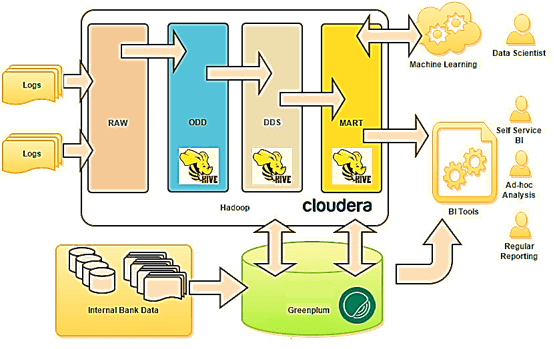 Logs
Logs
RAW
ODD
DDS
MART
HIVE
HIVE
HIVE
Hadoop
cloudera
Machine Learning
Data Scientist
Self Service
BI
Ad-hoc
Analysis
Regular
Reporting
BI Tools
Internal Bank Data
Greenplum